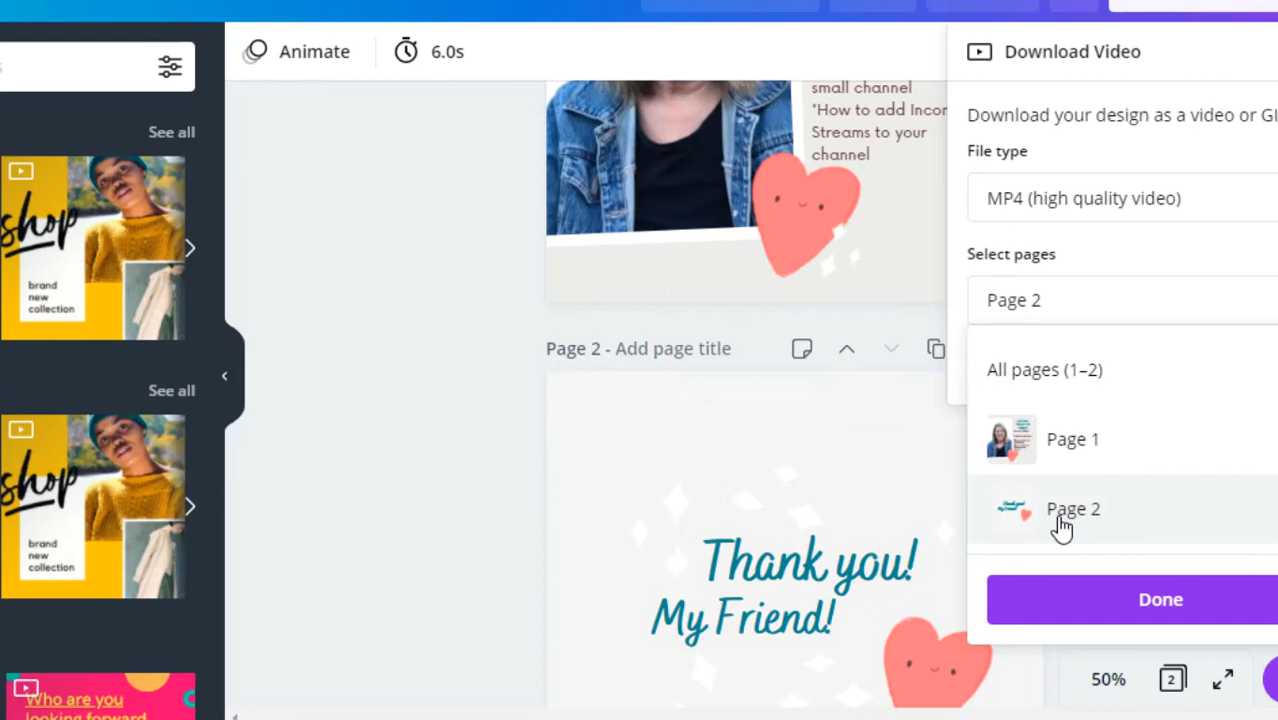 Animate
6.0s
Download Video
See all
small channel
"How to add Incor
Streams to your
channel
Download your design as a video or GI
File type
MP4 (high quality video)
shop
brand
new
collection
Select pages
Page 2
Page 2 - Add page title
All pages (1–2)
See all
Page 1
shop
brand
new
collection
Page 2
Thank you!
My Friend!
Done
Who are you
looking forward
50%
2